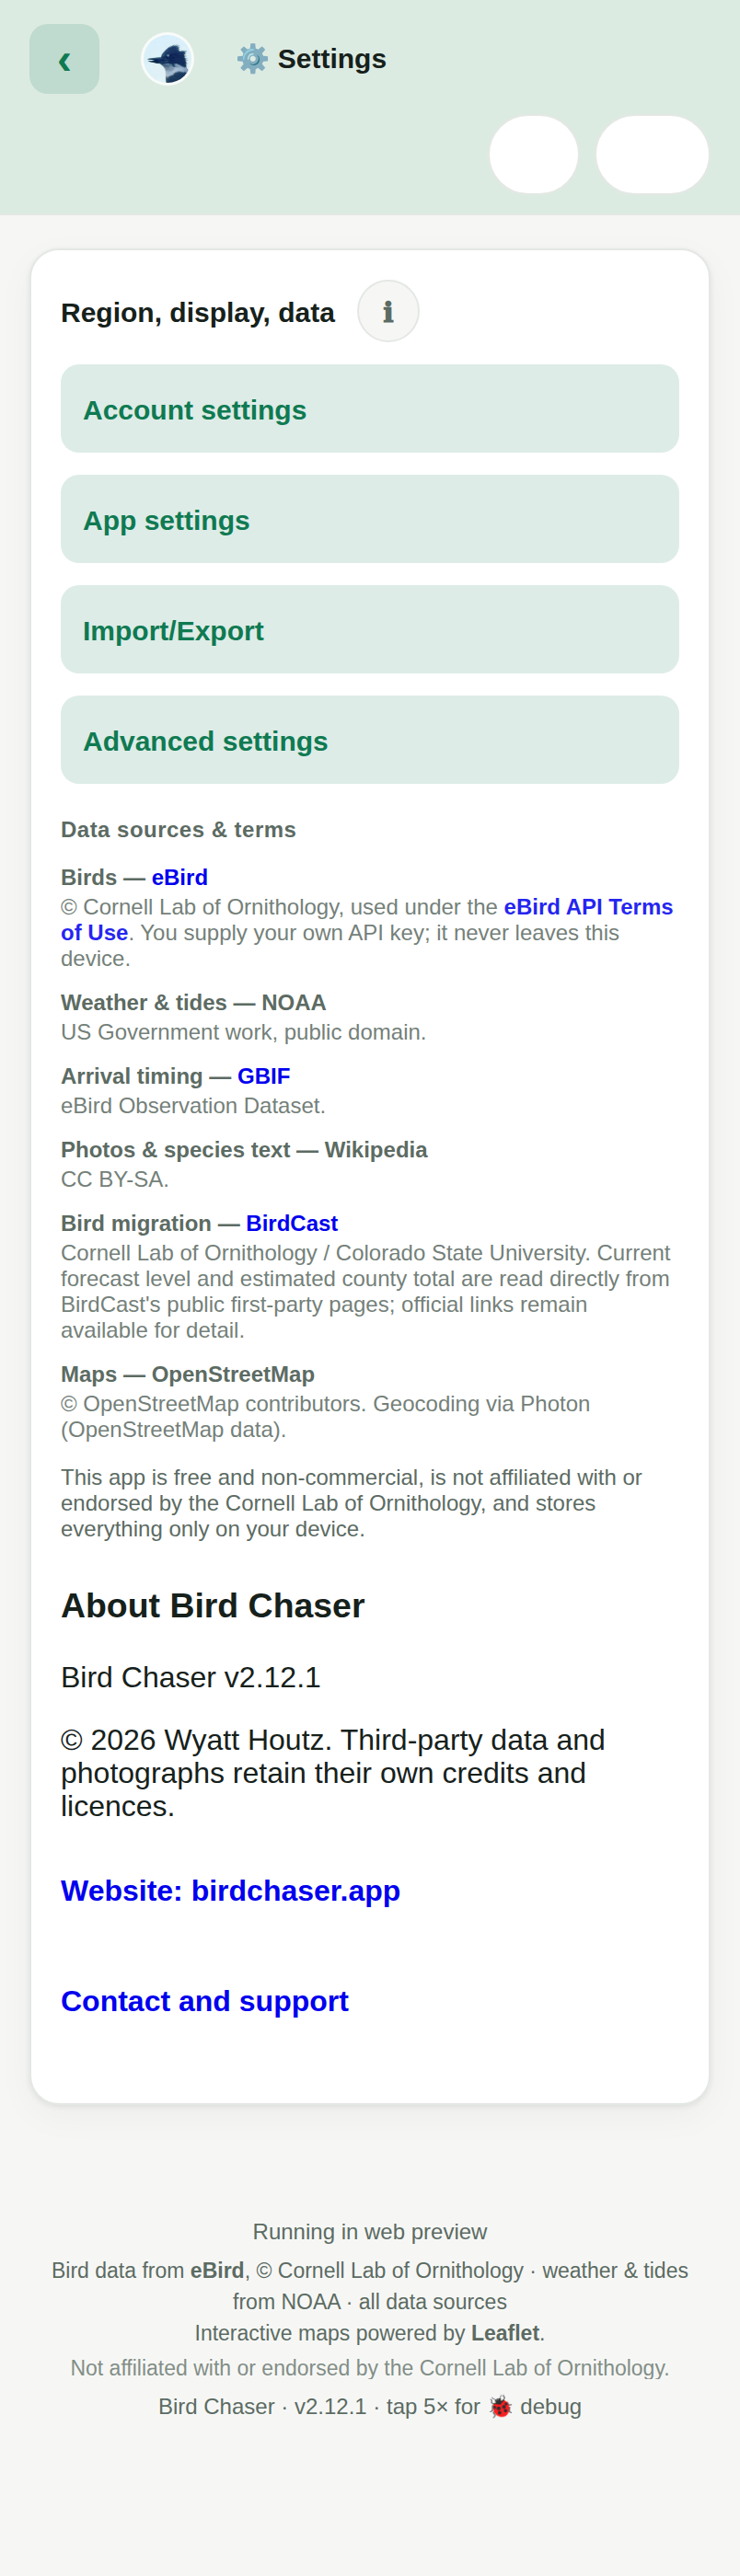 ‹ ⚙️ Settings
Region, display, data ℹ
Account settings
App settings
Import/Export
Advanced settings
Data sources & terms
Birds — eBird
© Cornell Lab of Ornithology, used under the eBird API Terms
of Use. You supply your own API key; it never leaves this
device.
Weather & tides — NOAA
US Government work, public domain.
Arrival timing — GBIF
eBird Observation Dataset.
Photos & species text — Wikipedia
CC BY-SA.
Bird migration — BirdCast
Cornell Lab of Ornithology / Colorado State University. Current
forecast level and estimated county total are read directly from
BirdCast's public first-party pages; official links remain
available for detail.
Maps — OpenStreetMap
© OpenStreetMap contributors. Geocoding via Photon
(OpenStreetMap data).
This app is free and non-commercial, is not affiliated with or
endorsed by the Cornell Lab of Ornithology, and stores
everything only on your device.
About Bird Chaser
Bird Chaser v2.12.1
© 2026 Wyatt Houtz. Third-party data and
photographs retain their own credits and
licences.
Website: birdchaser.app
Contact and support
Running in web preview
Bird data from eBird, © Cornell Lab of Ornithology · weather & tides
from NOAA · all data sources
Interactive maps powered by Leaflet.
Not affiliated with or endorsed by the Cornell Lab of Ornithology.
Bird Chaser · v2.12.1 · tap 5× for 🐞 debug